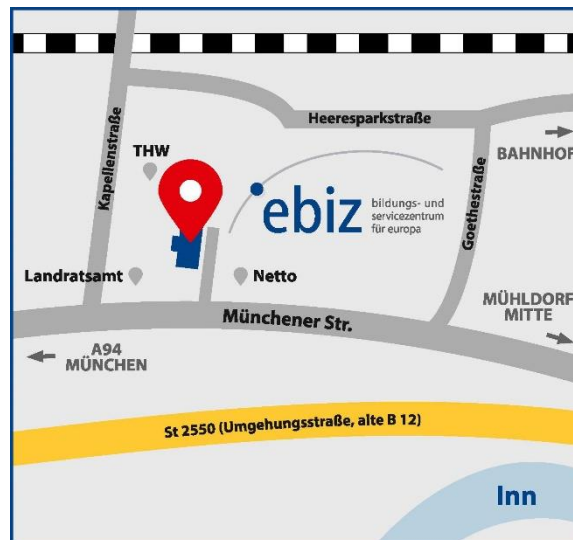 Heeresparkstraße
BAHNHOF
Kapellenstraße
THW
Goethestraße
ebiz
bildungs- und
servicezentrum
für europa
Landratsamt
Netto
MÜHLDORF
MITTE
Münchener Str.
A94
MÜNCHEN
St 2550 (Umgehungsstraße, alte B 12)
Inn